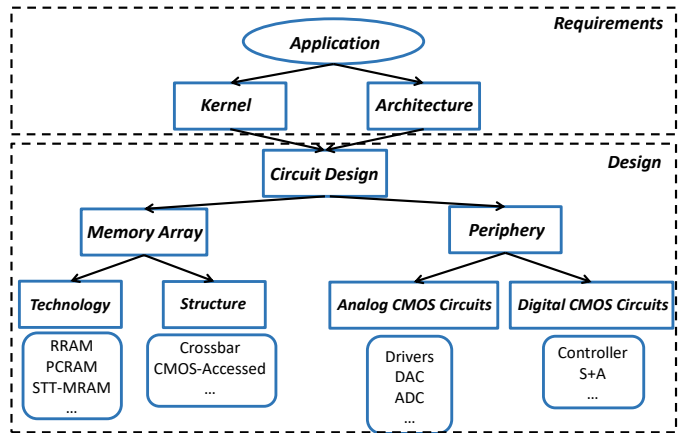 Requirements
Application
Kernel
Architecture
Design
Circuit Design
Memory Array
Periphery
Technology
Structure
Analog CMOS Circuits
Digital CMOS Circuits
RRAM
PCRAM
STT-MRAM
...
Crossbar
CMOS-Accessed
...
Drivers
DAC
ADC
...
Controller
S+A
...